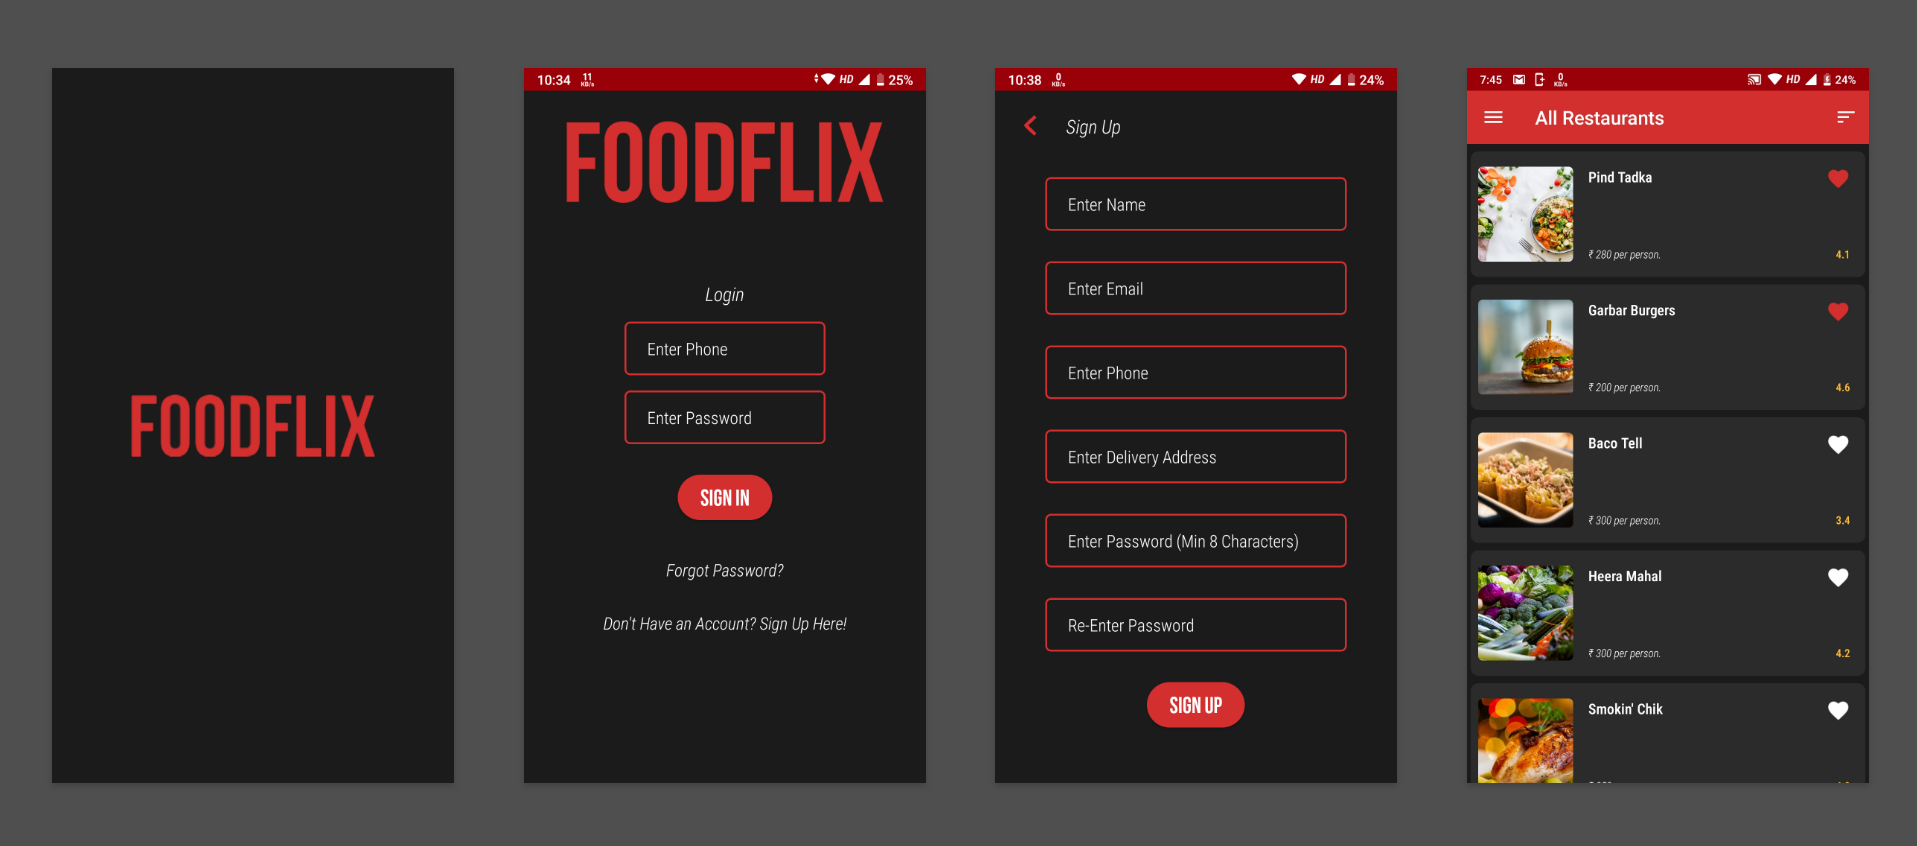 FOODFLIX
10:34 11 KB/s HD 25%
FOODFLIX
Login
Enter Phone
Enter Password
SIGN IN
Forgot Password?
Don't Have an Account? Sign Up Here!
10:38 0 KB/s HD 24%
Sign Up
Enter Name
Enter Email
Enter Phone
Enter Delivery Address
Enter Password (Min 8 Characters)
Re-Enter Password
SIGN UP
7:45 0 KB/s HD 24%
All Restaurants
Pind Tadka
₹ 280 per person. 4.1
Garbar Burgers
₹ 200 per person. 4.6
Baco Tell
₹ 300 per person. 3.4
Heera Mahal
₹ 300 per person. 4.2
Smokin' Chik